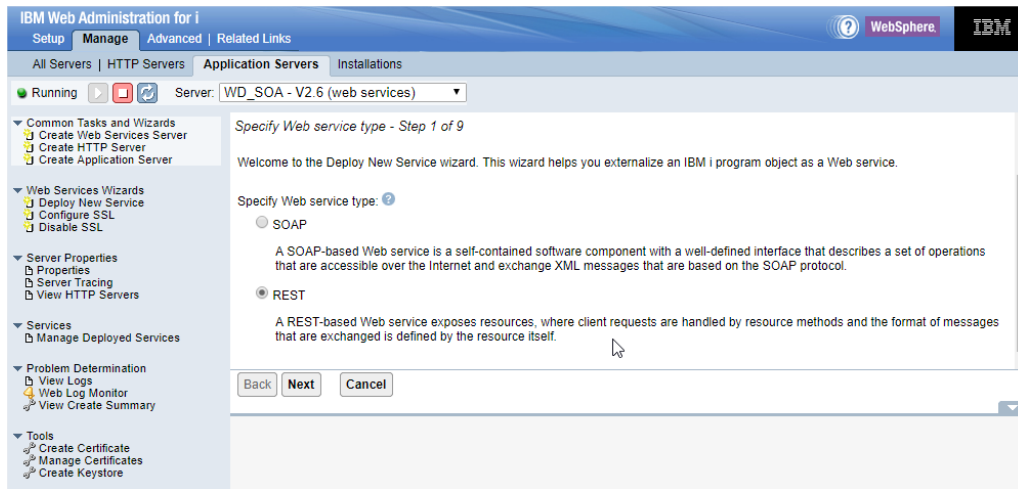 IBM Web Administration for i
Setup Manage Advanced | Related Links
WebSphere.
IBM
All Servers | HTTP Servers Application Servers Installations
Running Server: WD_SOA - V2.6 (web services)
Common Tasks and Wizards
Create Web Services Server
Create HTTP Server
Create Application Server
Web Services Wizards
Deploy New Service
Configure SSL
Disable SSL
Server Properties
Properties
Server Tracing
View HTTP Servers
Services
Manage Deployed Services
Problem Determination
View Logs
Web Log Monitor
View Create Summary
Tools
Create Certificate
Manage Certificates
Create Keystore
Specify Web service type - Step 1 of 9
Welcome to the Deploy New Service wizard. This wizard helps you externalize an IBM i program object as a Web service.
Specify Web service type: ?
SOAP
A SOAP-based Web service is a self-contained software component with a well-defined interface that describes a set of operations
that are accessible over the Internet and exchange XML messages that are based on the SOAP protocol.
REST
A REST-based Web service exposes resources, where client requests are handled by resource methods and the format of messages
that are exchanged is defined by the resource itself.
Back Next Cancel